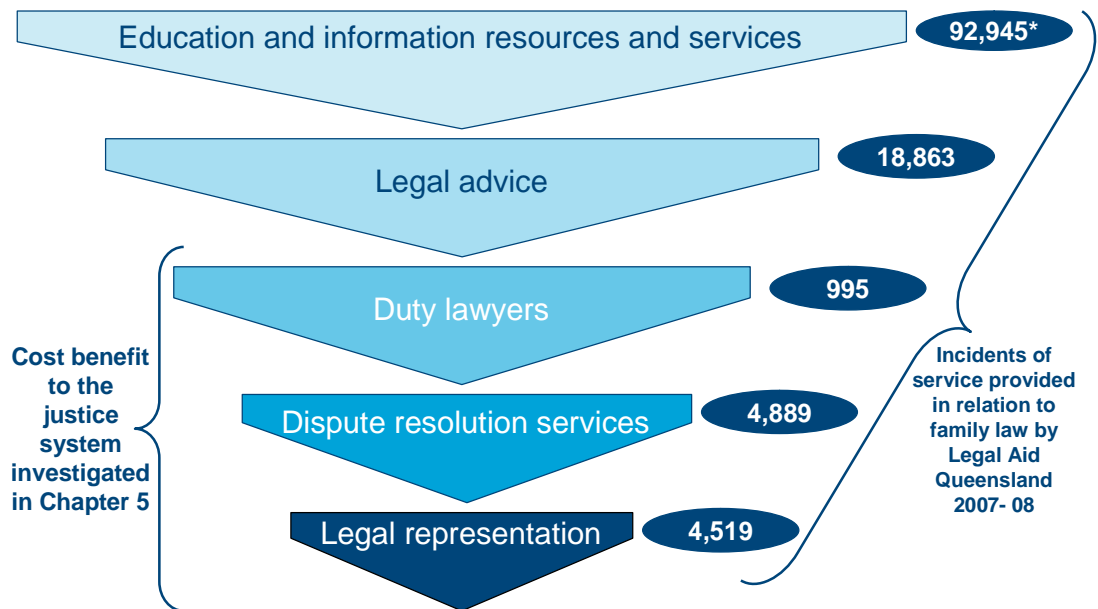 Education and information resources and services
92,945*
Legal advice
18,863
Duty lawyers
995
Dispute resolution services
4,889
Legal representation
4,519
Cost benefit
to the
justice
system
investigated
in Chapter 5
Incidents of
service provided
in relation to
family law by
Legal Aid
Queensland
2007- 08